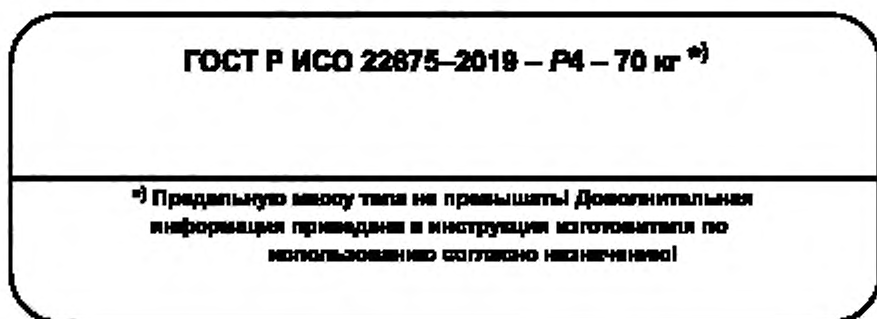 ГОСТ Р ИСО 22675–2019 – P4 – 70 кг *)
*) Предельную массу тела не превышать! Дополнительная
информация приведена в инструкции изготовителя по
использованию согласно назначению!